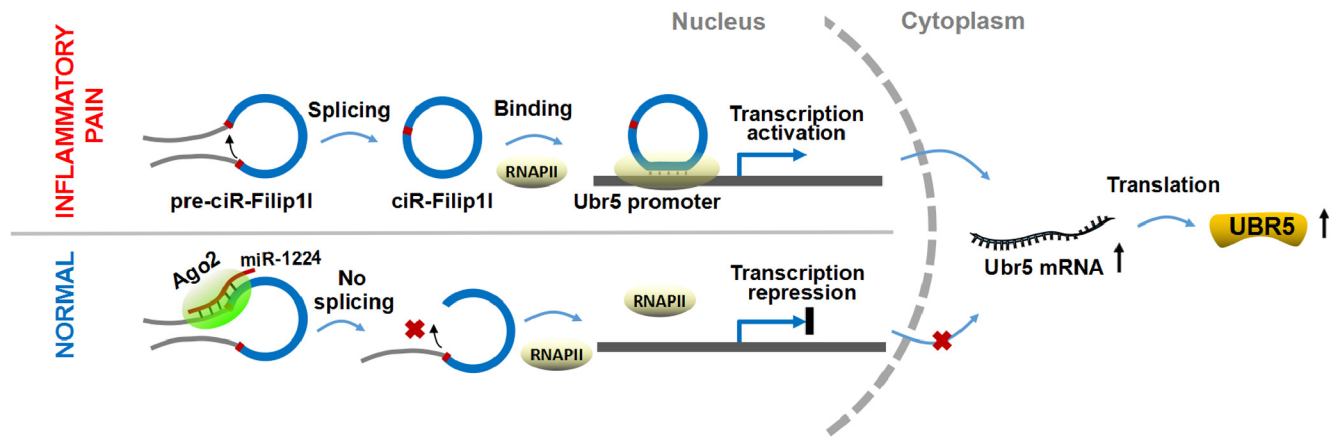 Nucleus
Cytoplasm
INFLAMMATORY
PAIN
Splicing
Binding
Transcription
activation
RNAPII
pre-ciR-Filip1l
ciR-Filip1l
Ubr5 promoter
Translation
UBR5
Ubr5 mRNA
NORMAL
Ago2
miR-1224
No
splicing
RNAPII
RNAPII
Transcription
repression